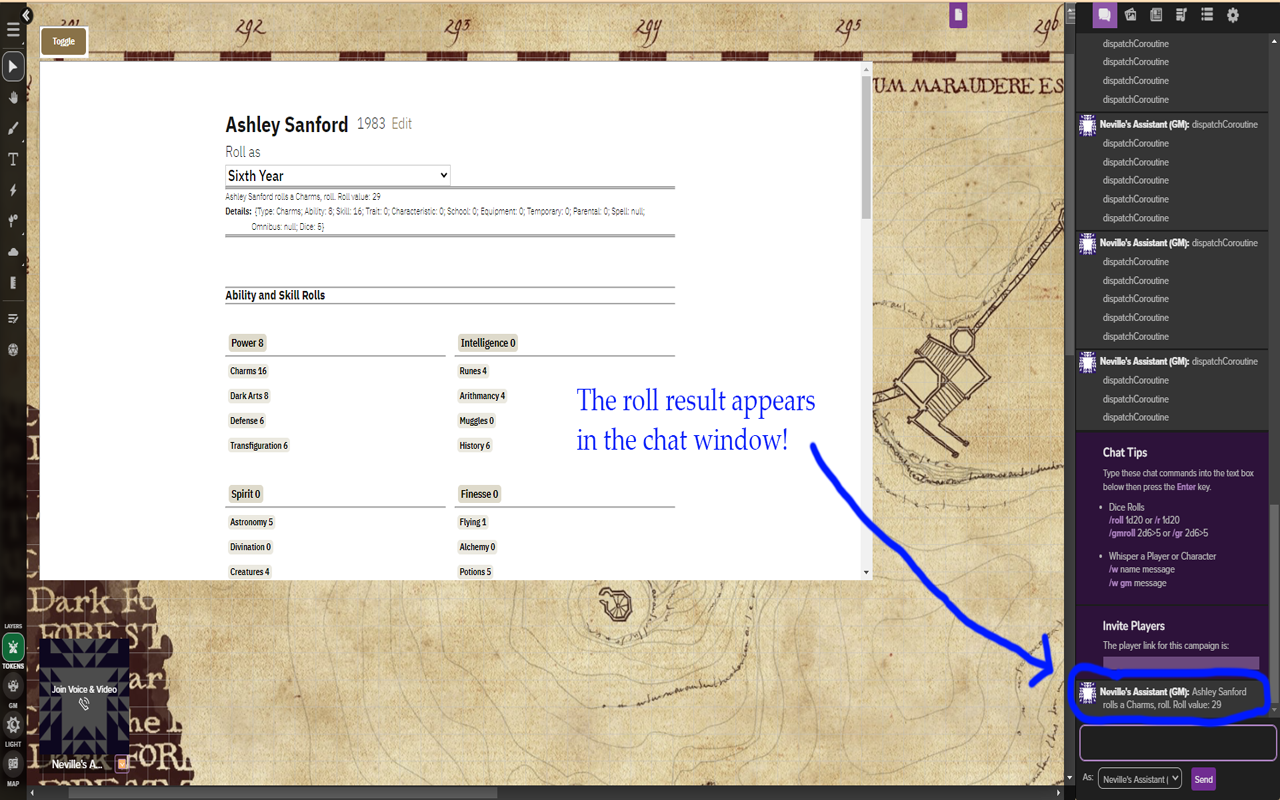 292
293
294
295
296
Toggle
UM MARAUDERE ES
Ashley Sanford 1983 Edit
Roll as
Sixth Year
Ashley Sanford rolls a Charms, roll. Roll value: 29
Details: {Type: Charms; Ability: 8; Skill: 16; Trait: 0; Characteristic: 0; School: 0; Equipment: 0; Temporary: 0; Parental: 0; Spell: null;
Omnibus: null; Dice: 5}
Ability and Skill Rolls
Power 8
Charms 16
Dark Arts 8
Defense 6
Transfiguration 6
Intelligence 0
Runes 4
Arithmancy 4
Muggles 0
History 6
Spirit 0
Astronomy 5
Divination 0
Creatures 4
Finesse 0
Flying 1
Alchemy 0
Potions 5
The roll result appears
in the chat window!
LAYERS
TOKENS
GM
LIGHT
MAP
Dark Fo
FOREST
Dark
FOREST
Join Voice & Video
Neville's A...
dispatchCoroutine
dispatchCoroutine
dispatchCoroutine
dispatchCoroutine
Neville's Assistant (GM): dispatchCoroutine
dispatchCoroutine
dispatchCoroutine
dispatchCoroutine
dispatchCoroutine
dispatchCoroutine
Neville's Assistant (GM): dispatchCoroutine
dispatchCoroutine
dispatchCoroutine
dispatchCoroutine
dispatchCoroutine
dispatchCoroutine
Neville's Assistant (GM): dispatchCoroutine
dispatchCoroutine
dispatchCoroutine
dispatchCoroutine
Chat Tips
Type these chat commands into the text box
below then press the Enter key.
• Dice Rolls
/roll 1d20 or /r 1d20
/gmroll 2d6>5 or /gr 2d6>5
• Whisper a Player or Character
/w name message
/w gm message
Invite Players
The player link for this campaign is:
Neville's Assistant (GM): Ashley Sanford
rolls a Charms, roll. Roll value: 29
As: Neville's Assistant ( Send